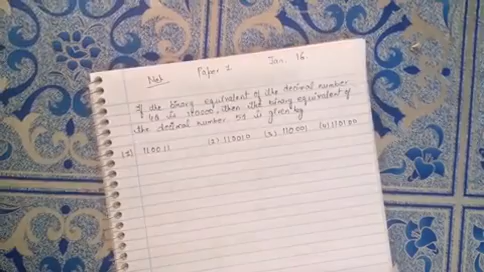 Net Paper 1 Jan. 16
If the binary equivalent of the decimal number
48 is 110000, then the binary equivalent of
the decimal number 51 is given by
(1) 110011 (2) 110010 (3) 110001 (4) 110100